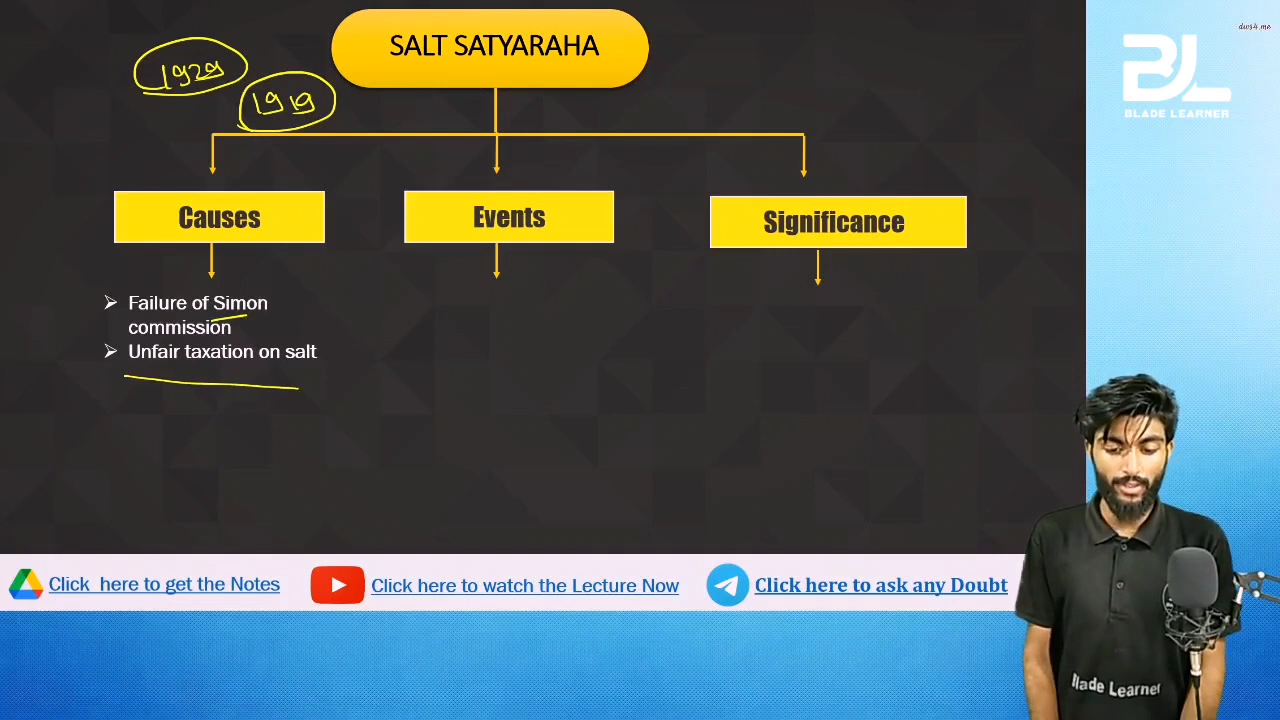 dws4.me
SALT SATYARAHA
1929
1919
BLADE LEARNER
Causes
Events
Significance
➢ Failure of Simon
commission
➢ Unfair taxation on salt
Click here to get the Notes
Click here to watch the Lecture Now
Click here to ask any Doubt
Blade Learner